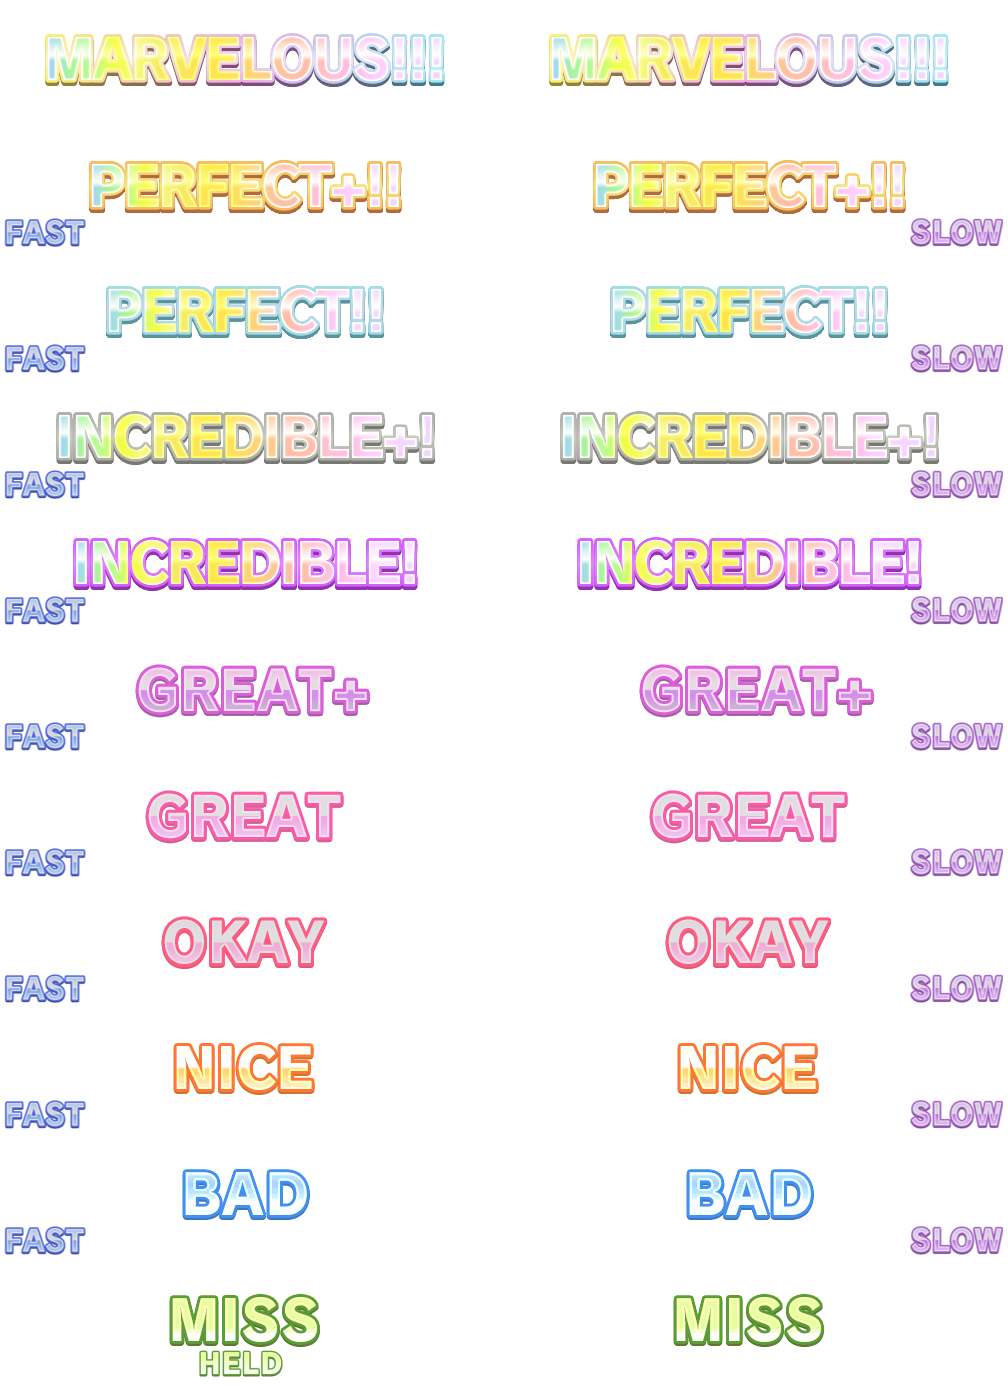 MARVELOUS!!! MARVELOUS!!!
PERFECT+!! PERFECT+!!
FAST SLOW
PERFECT!! PERFECT!!
FAST SLOW
INCREDIBLE+! INCREDIBLE+!
FAST SLOW
INCREDIBLE! INCREDIBLE!
FAST SLOW
GREAT+ GREAT+
FAST SLOW
GREAT GREAT
FAST SLOW
OKAY OKAY
FAST SLOW
NICE NICE
FAST SLOW
BAD BAD
FAST SLOW
MISS MISS
HELD